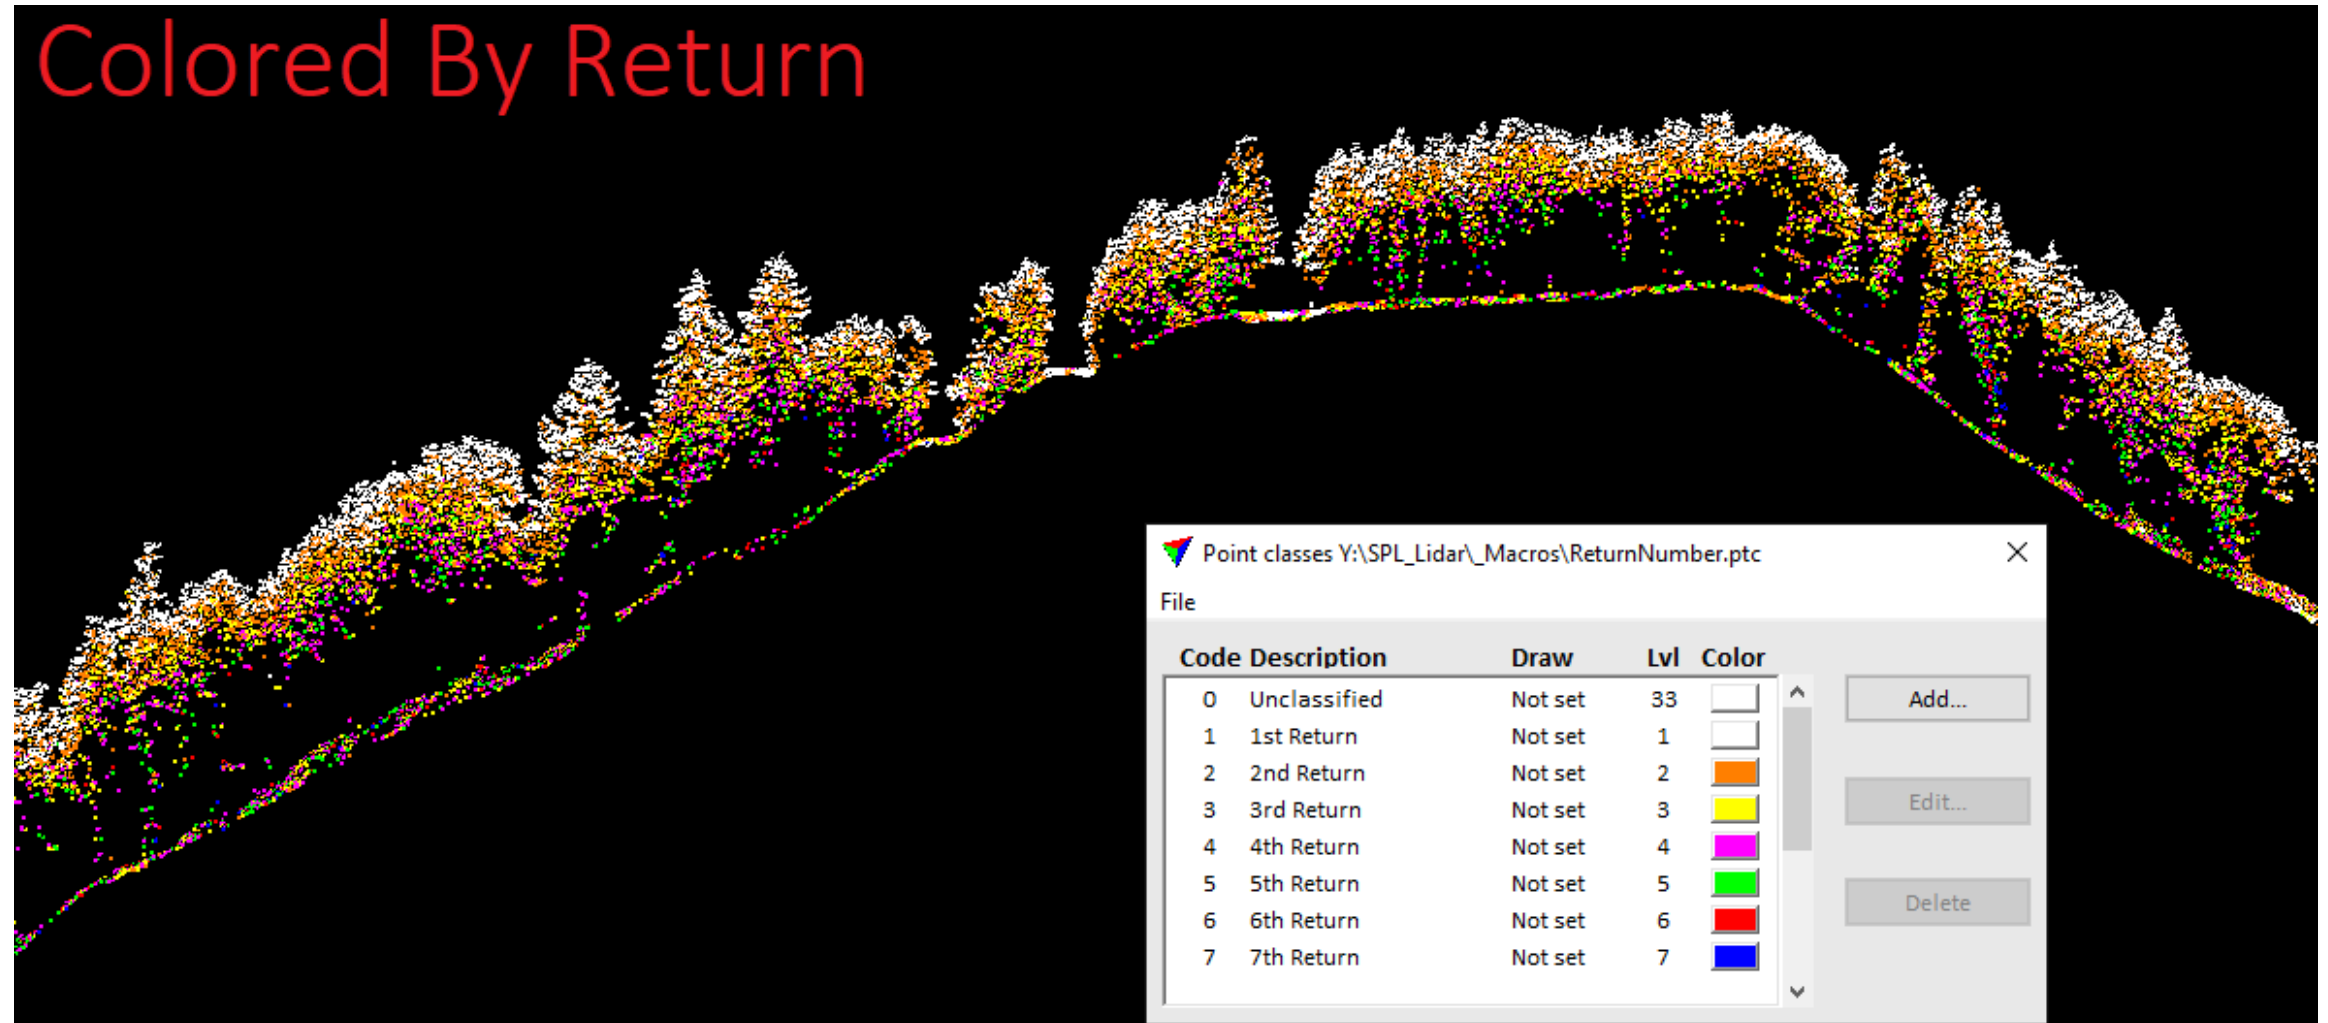 Colored By Return
Point classes Y:\SPL_Lidar\_Macros\ReturnNumber.ptc
File
Code Description Draw Lvl Color
0 Unclassified Not set 33
1 1st Return Not set 1
2 2nd Return Not set 2
3 3rd Return Not set 3
4 4th Return Not set 4
5 5th Return Not set 5
6 6th Return Not set 6
7 7th Return Not set 7
Add...
Edit...
Delete